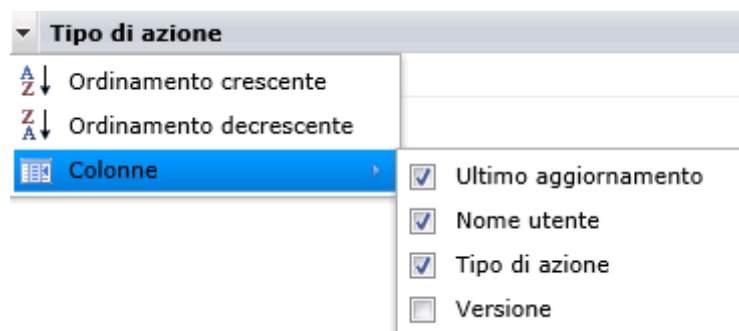 Tipo di azione
Ordinamento crescente
Ordinamento decrescente
Colonne
Ultimo aggiornamento
Nome utente
Tipo di azione
Versione